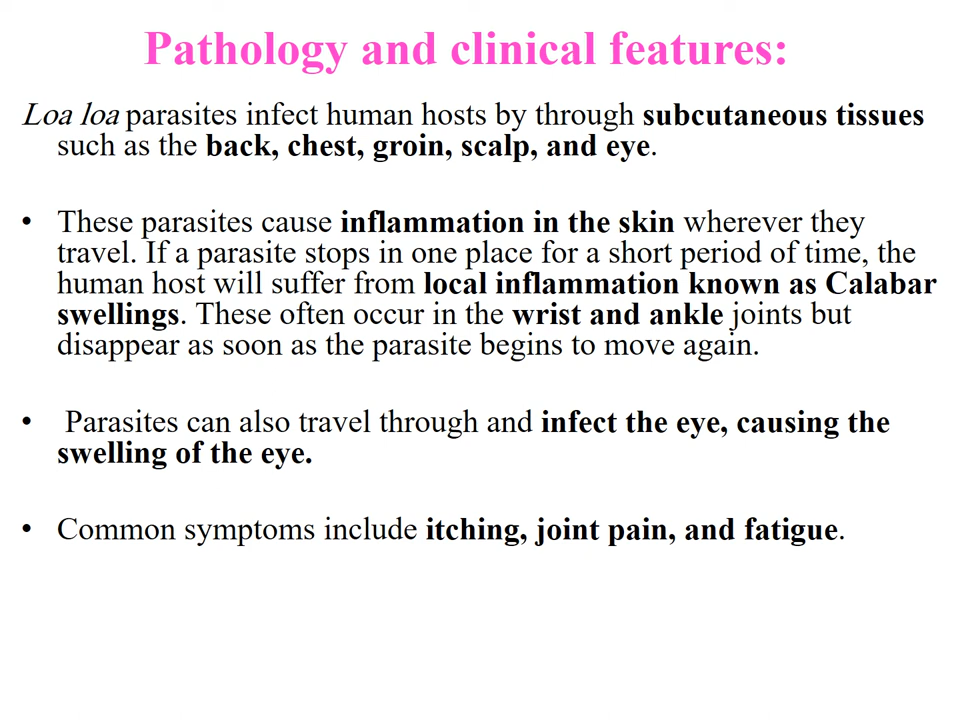 Pathology and clinical features:
Loa loa parasites infect human hosts by through subcutaneous tissues
such as the back, chest, groin, scalp, and eye.
• These parasites cause inflammation in the skin wherever they
travel. If a parasite stops in one place for a short period of time, the
human host will suffer from local inflammation known as Calabar
swellings. These often occur in the wrist and ankle joints but
disappear as soon as the parasite begins to move again.
• Parasites can also travel through and infect the eye, causing the
swelling of the eye.
• Common symptoms include itching, joint pain, and fatigue.